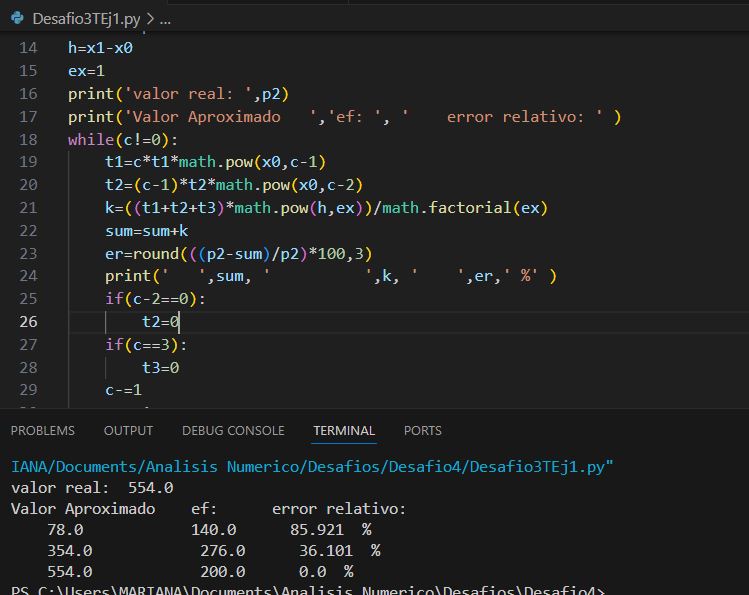 Desafio3TEj1.py > ...
14 h=x1-x0
15 ex=1
16 print('valor real: ',p2)
17 print('Valor Aproximado   ','ef: ', '    error relativo: ' )
18 while(c!=0):
19     t1=c*t1*math.pow(x0,c-1)
20     t2=(c-1)*t2*math.pow(x0,c-2)
21     k=((t1+t2+t3)*math.pow(h,ex))/math.factorial(ex)
22     sum=sum+k
23     er=round(((p2-sum)/p2)*100,3)
24     print('   ',sum, '          ',k, '    ',er,' %' )
25     if(c-2==0):
26         t2=0
27     if(c==3):
28         t3=0
29     c-=1
PROBLEMS OUTPUT DEBUG CONSOLE TERMINAL PORTS
IANA/Documents/Analisis Numerico/Desafios/Desafio4/Desafio3TEj1.py"
valor real:  554.0
Valor Aproximado    ef:      error relativo:
    78.0            140.0      85.921  %
    354.0            276.0      36.101  %
    554.0            200.0      0.0  %
PS C:\Users\MARIANA\Documents\Analisis Numerico\Desafios\Desafio4>